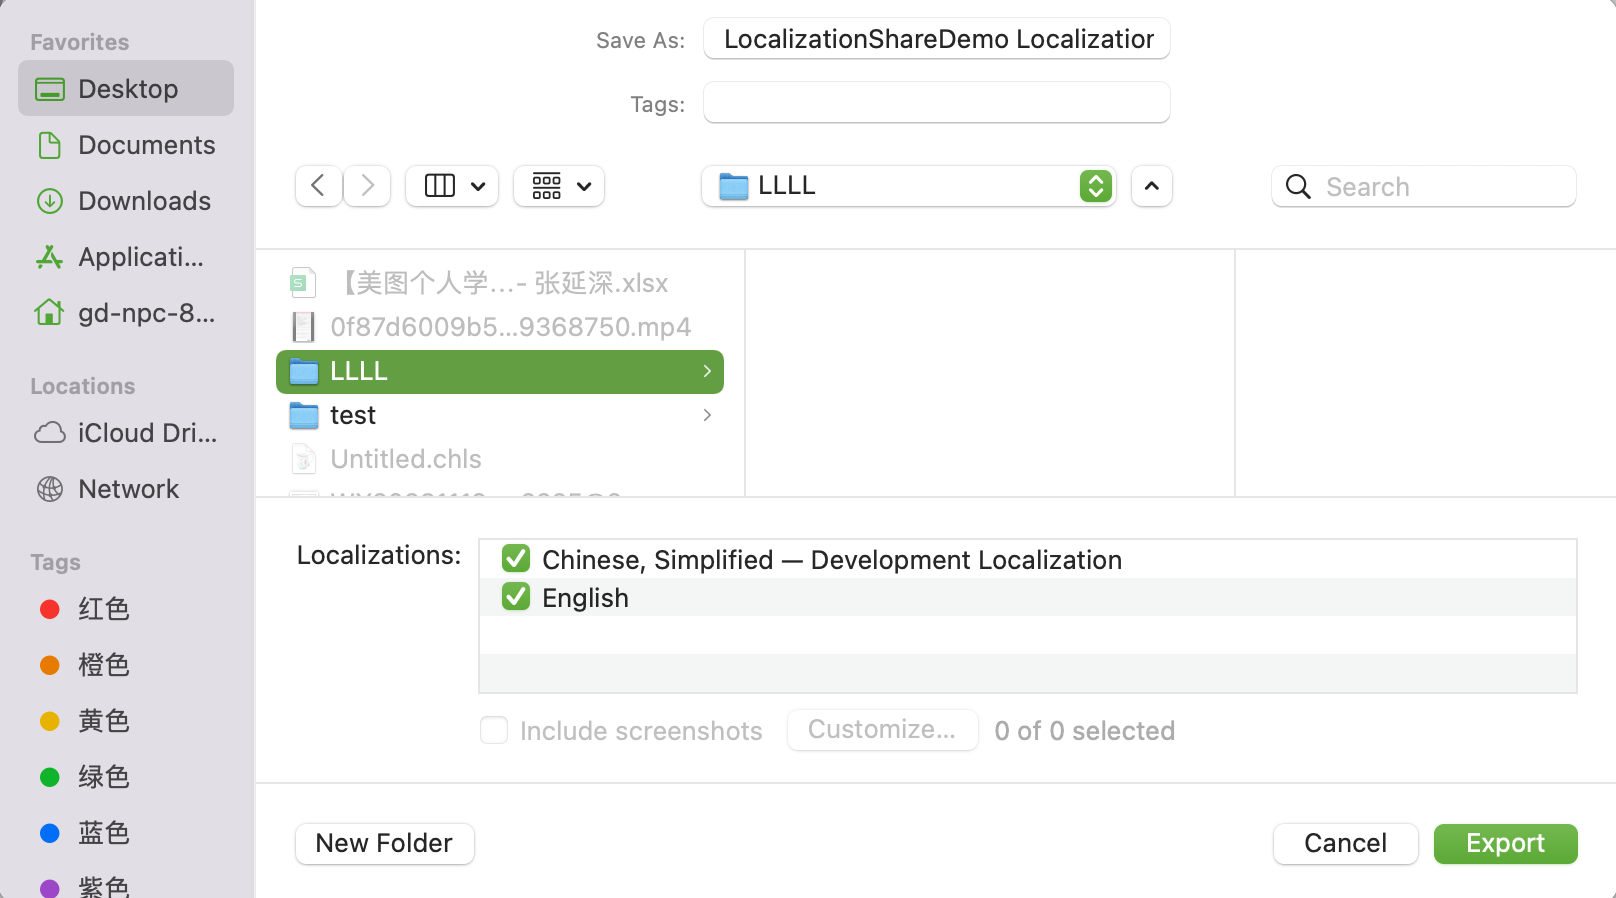 Favorites
Desktop
Documents
Downloads
Applicati...
gd-npc-8...
Locations
iCloud Dri...
Network
Tags
红色
橙色
黄色
绿色
蓝色
紫色
Save As: LocalizationShareDemo Localization
Tags:
LLLL
Search
【美图个人学...- 张延深.xlsx
0f87d6009b5...9368750.mp4
LLLL
test
Untitled.chls
Localizations:
Chinese, Simplified — Development Localization
English
Include screenshots Customize... 0 of 0 selected
New Folder Cancel Export